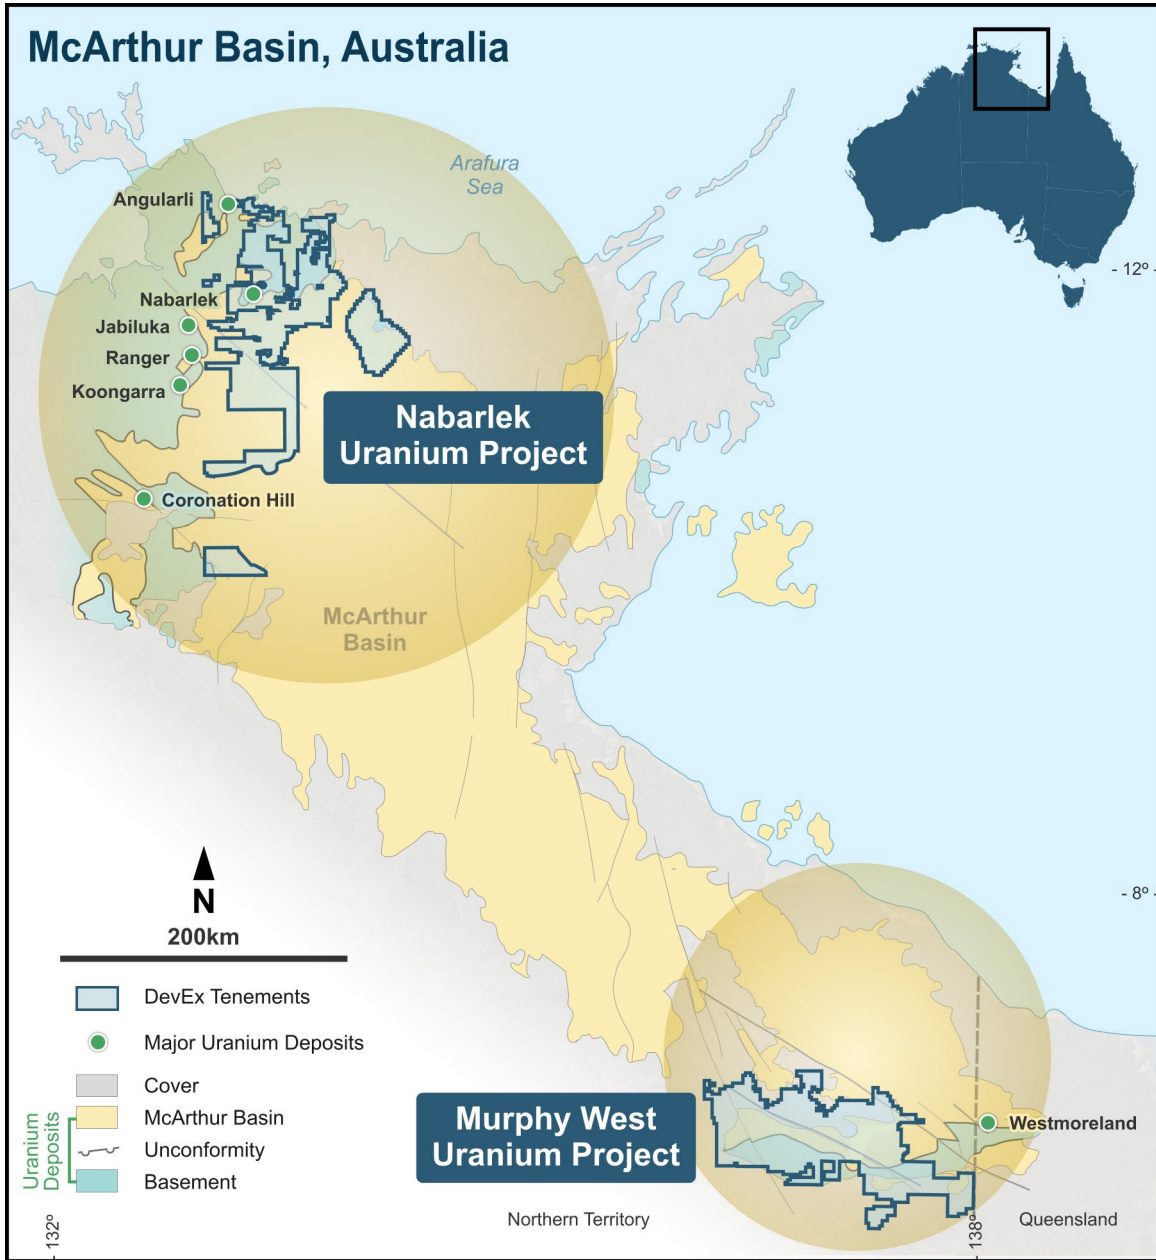 McArthur Basin, Australia
Arafura
Sea
Angularli
- 12º -
Nabarlek
Jabiluka
Ranger
Koongarra
Nabarlek
Uranium Project
Coronation Hill
McArthur
Basin
- 8º -
N
200km
DevEx Tenements
Major Uranium Deposits
Cover
McArthur Basin
Unconformity
Basement
Uranium
Deposits
Murphy West
Uranium Project
Westmoreland
Northern Territory
Queensland
- 132º
- 138º